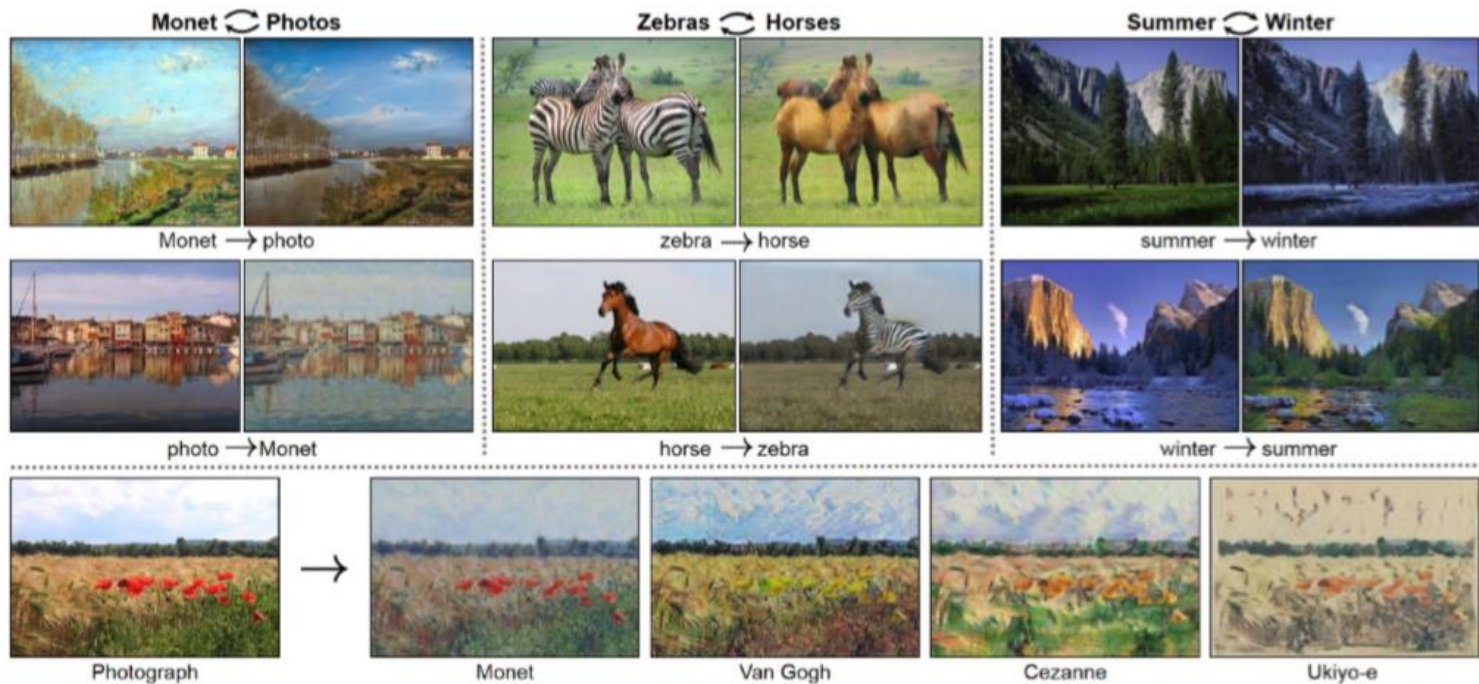 Monet Photos
Zebras Horses
Summer Winter
Monet → photo
zebra → horse
summer → winter
photo → Monet
horse → zebra
winter → summer
Photograph
→
Monet
Van Gogh
Cezanne
Ukiyo-e